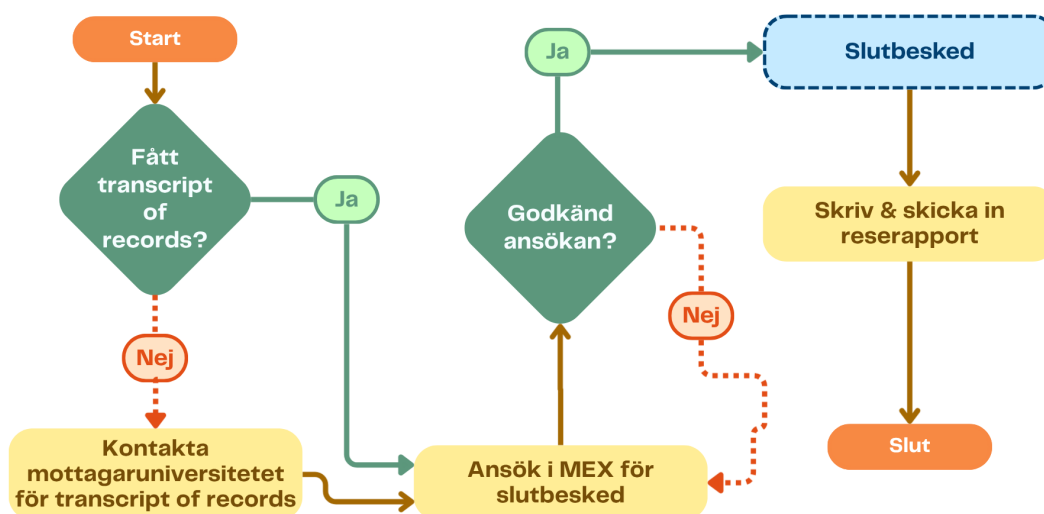 Start
Fått
transcript
of
records?
Ja
Nej
Kontakta
mottagaruniversitetet
för transcript of records
Ansök i MEX för
slutbesked
Godkänd
ansökan?
Ja
Nej
Slutbesked
Skriv & skicka in
reserapport
Slut